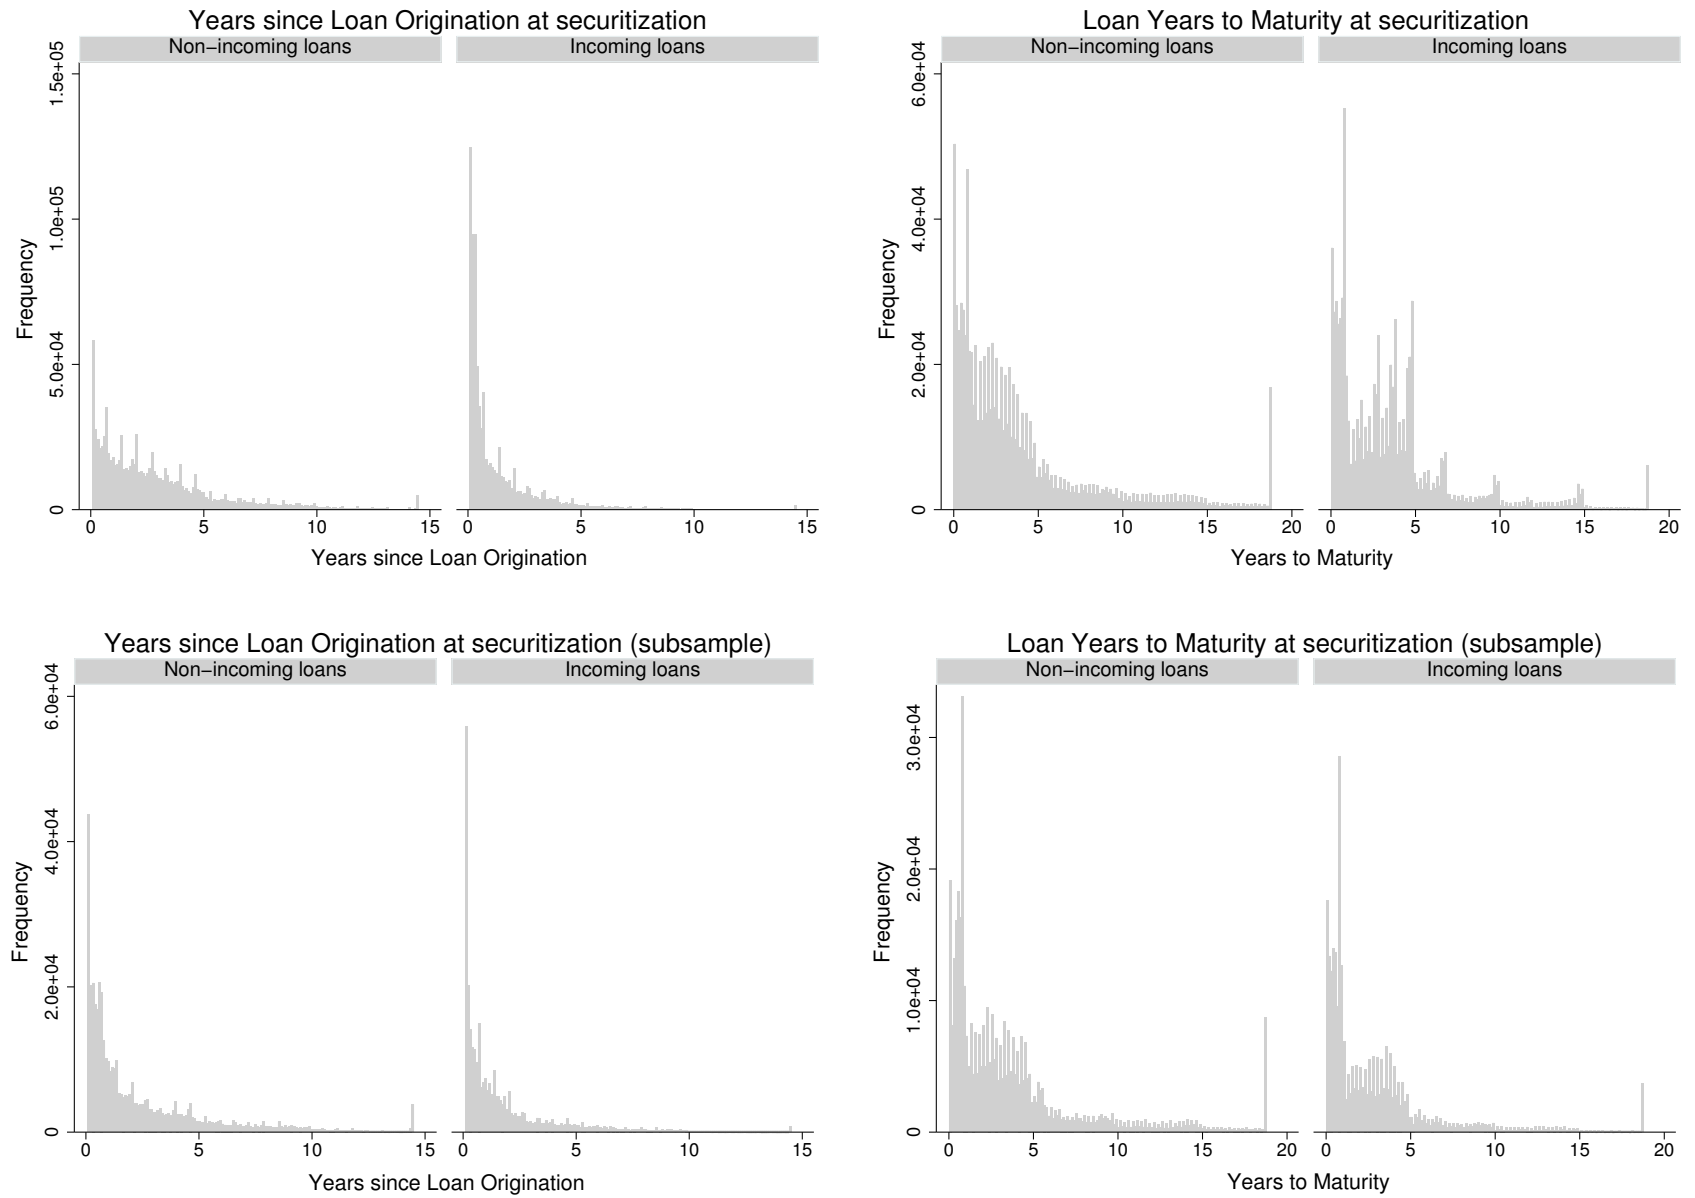 Years since Loan Origination at securitization
Non−incoming loans
Incoming loans
Frequency
0
5.0e+04
1.0e+05
1.5e+05
0 5 10 15
0 5 10 15
Years since Loan Origination
Loan Years to Maturity at securitization
Non−incoming loans
Incoming loans
Frequency
0
2.0e+04
4.0e+04
6.0e+04
0 5 10 15 20
0 5 10 15 20
Years to Maturity
Years since Loan Origination at securitization (subsample)
Non−incoming loans
Incoming loans
Frequency
0
2.0e+04
4.0e+04
6.0e+04
0 5 10 15
0 5 10 15
Years since Loan Origination
Loan Years to Maturity at securitization (subsample)
Non−incoming loans
Incoming loans
Frequency
0
1.0e+04
2.0e+04
3.0e+04
0 5 10 15 20
0 5 10 15 20
Years to Maturity